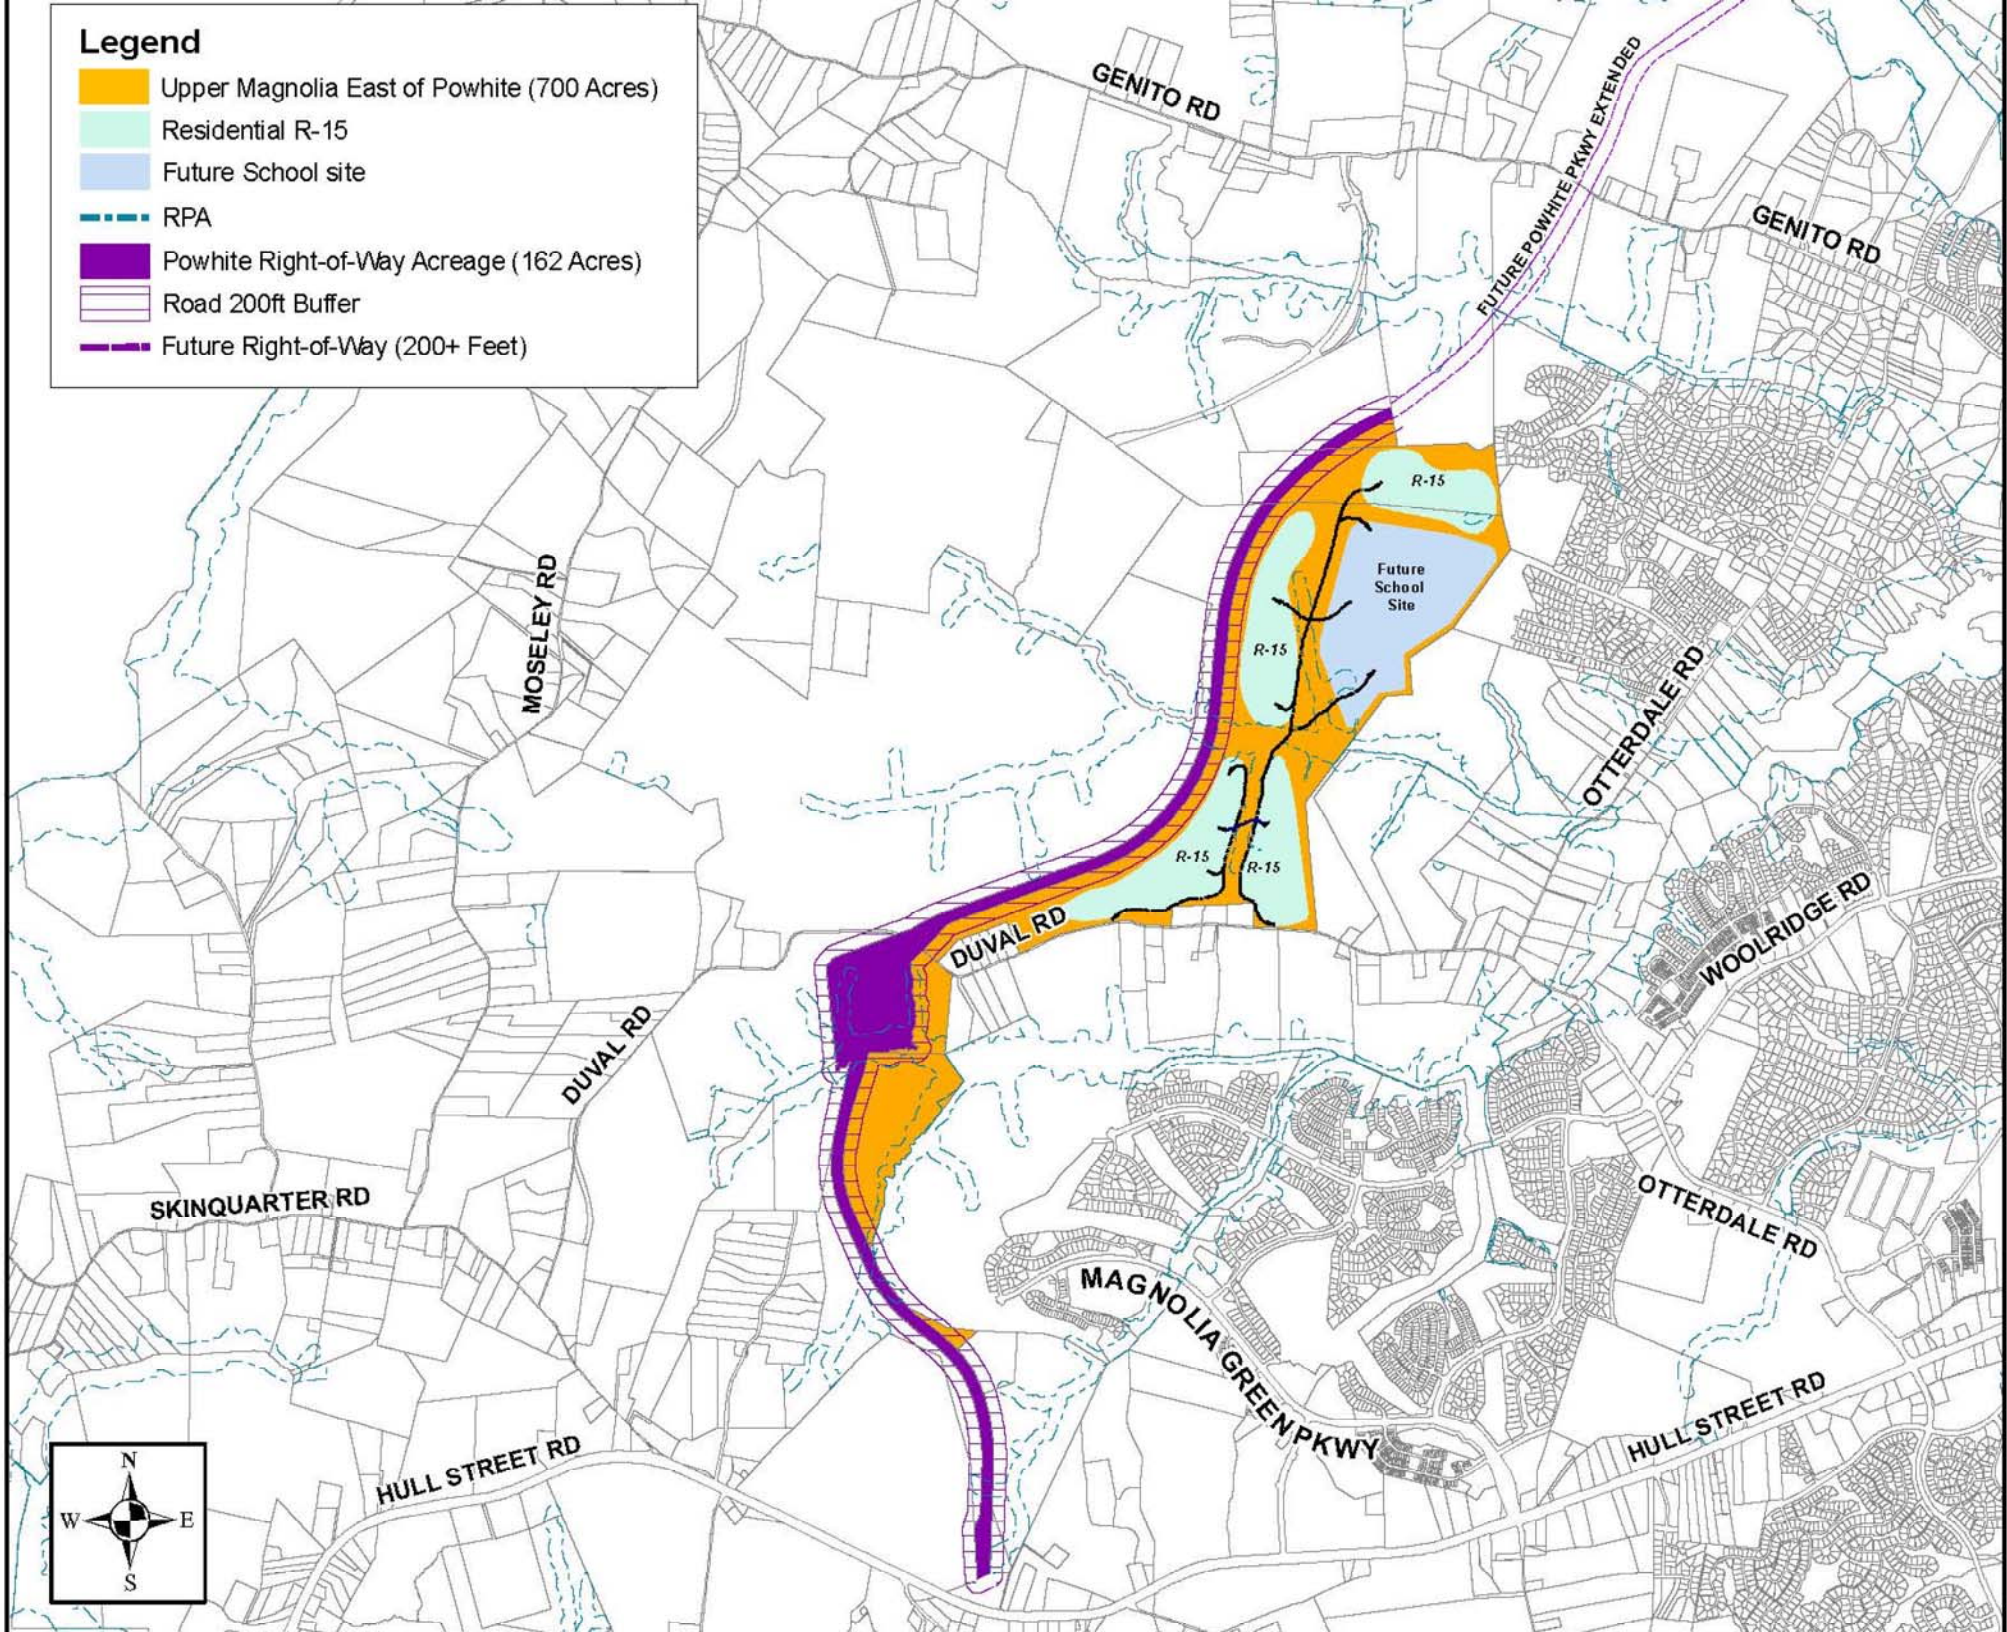 Legend
Upper Magnolia East of Powhite (700 Acres)
Residential R-15
Future School site
RPA
Powhite Right-of-Way Acreage (162 Acres)
Road 200ft Buffer
Future Right-of-Way (200+ Feet)
GENITO RD
FUTURE POWHITE PKWY EXTENDED
GENITO RD
R-15
Future
School
Site
MOSELEY RD
R-15
OTTERDALE RD
R-15
R-15
WOOLRIDGE RD
DUVAL RD
DUVAL RD
SKINQUARTER RD
OTTERDALE RD
MAGNOLIA GREEN PKWY
HULL STREET RD
HULL STREET RD
N
W E
S